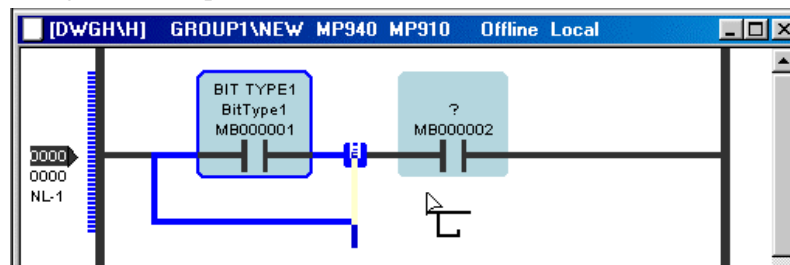 [DWGH\H] GROUP1\NEW MP940 MP910 Offline Local
BIT TYPE1
BitType1
MB000001
?
MB000002
0000
0000
NL-1